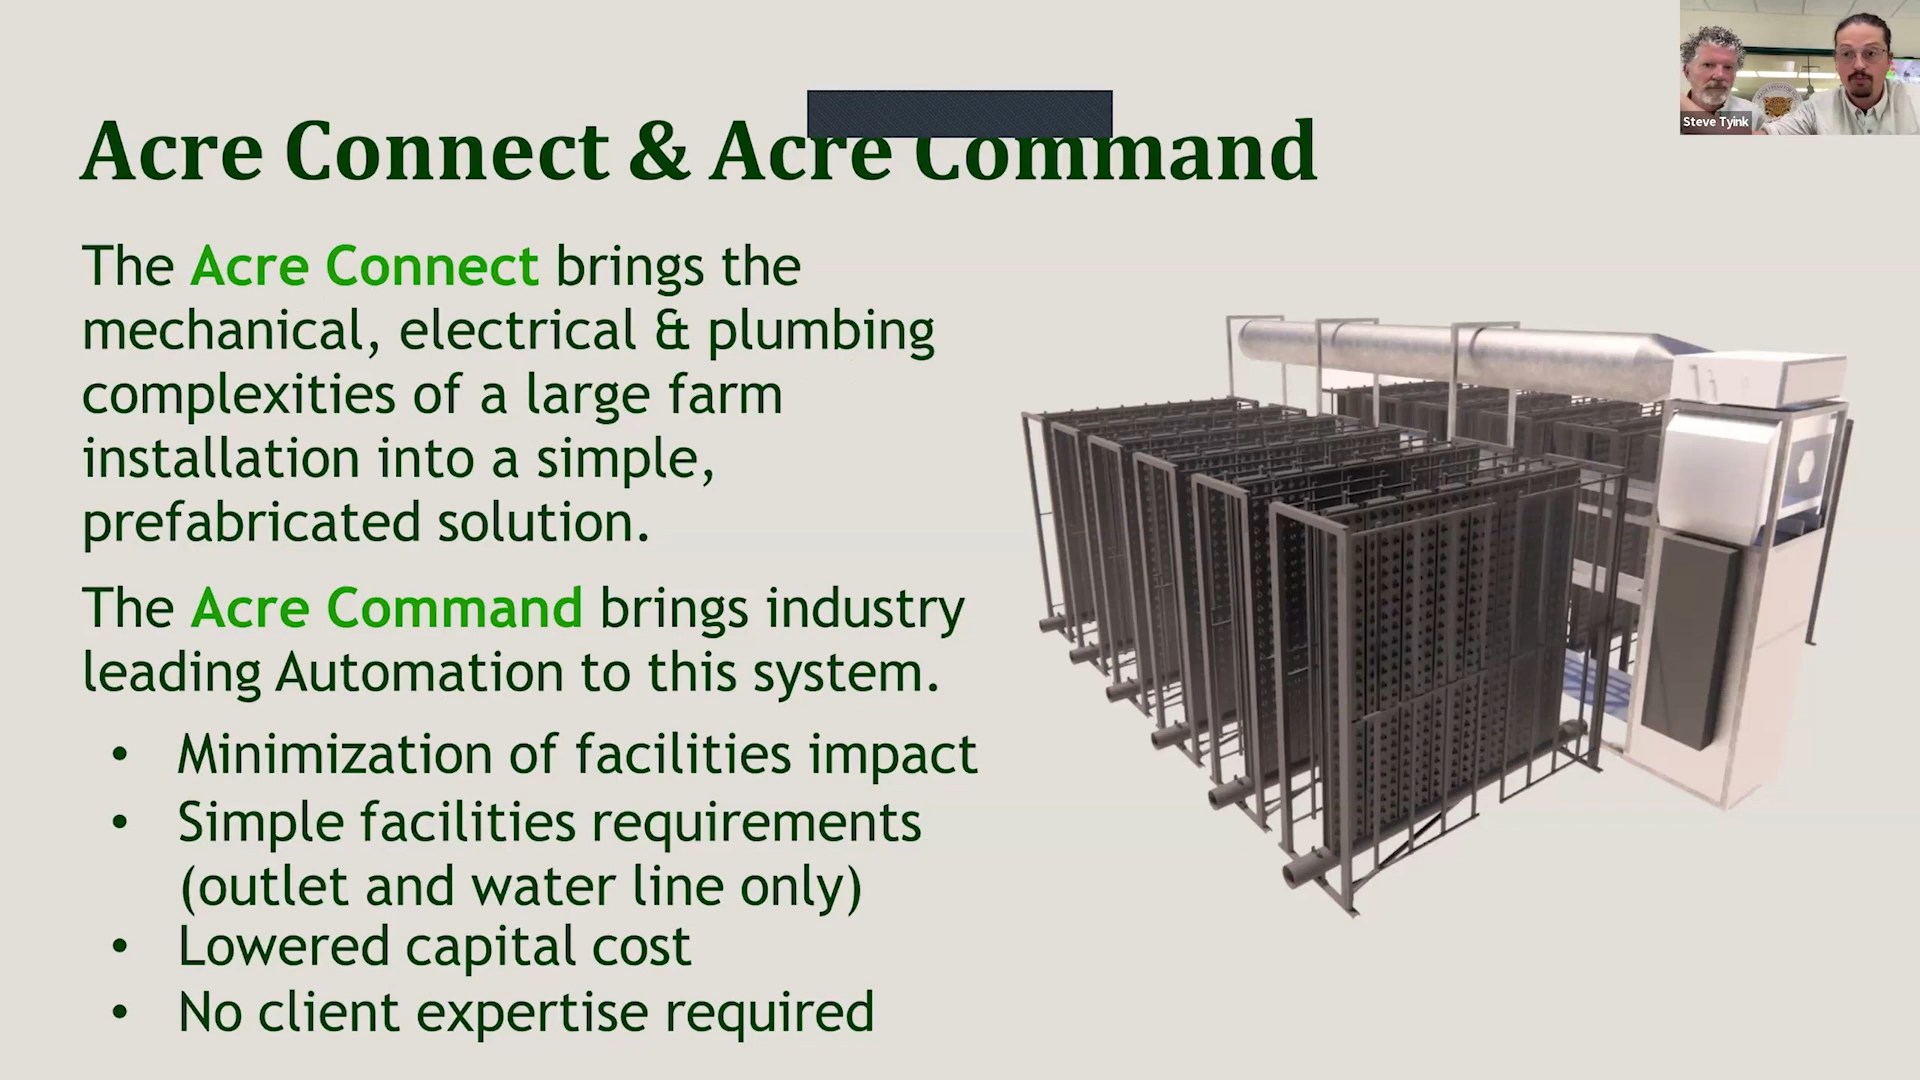 Steve Tyink
Acre Connect & Acre Command
The Acre Connect brings the
mechanical, electrical & plumbing
complexities of a large farm
installation into a simple,
prefabricated solution.
The Acre Command brings industry
leading Automation to this system.
• Minimization of facilities impact
• Simple facilities requirements
(outlet and water line only)
• Lowered capital cost
• No client expertise required